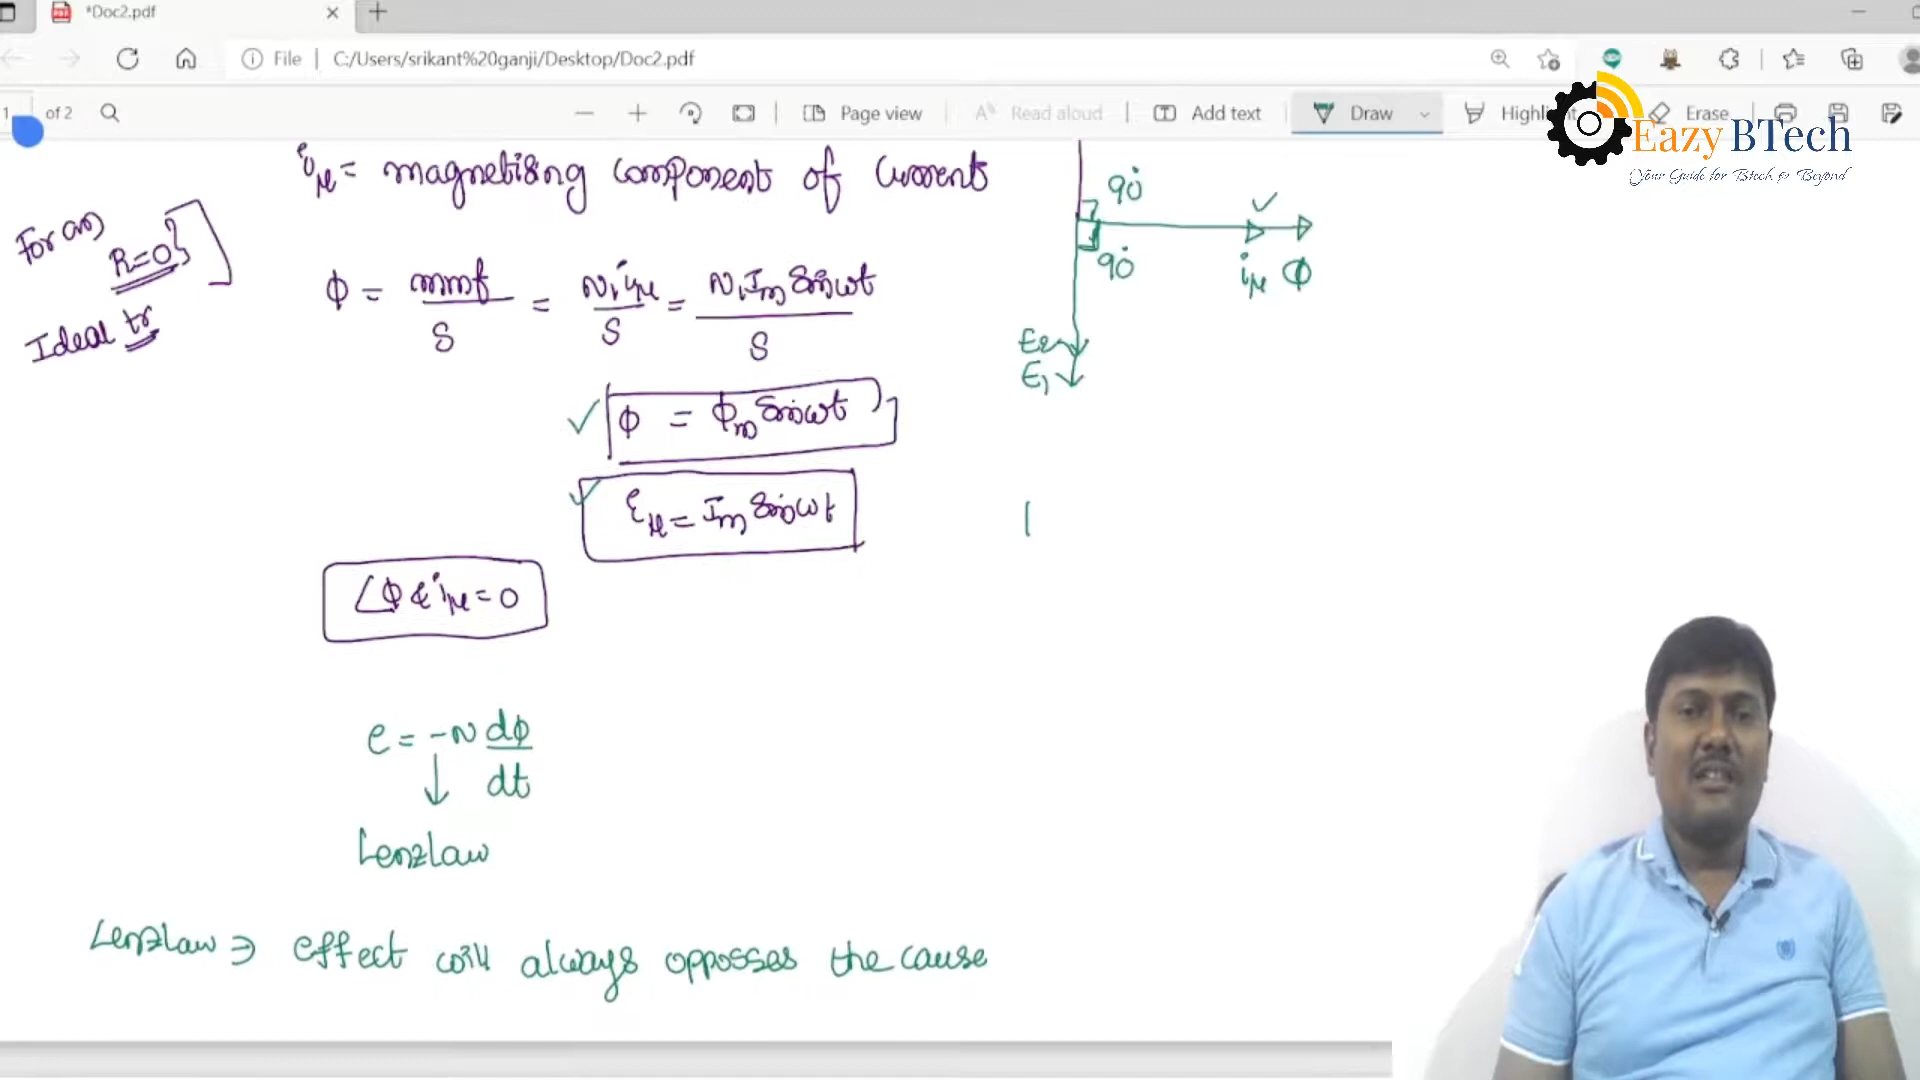 *Doc2.pdf
File C:/Users/srikant%20ganji/Desktop/Doc2.pdf
1 of 2 Page view Read aloud Add text Draw Highl Erase
Eazy BTech
Your Guide for Btech & Beyond
iμ = magnetising component of current
For an
R=0}
Ideal tr
ϕ = mmf/S = N₁iμ/S = N₁Im Sinωt/S
ϕ = ϕm Sinωt
iμ = Im Sinωt
∠ϕ & iμ = 0
e = -N dϕ/dt
Lenzlaw
Lenzlaw ⇒ effect will always opposses the cause
90°
90°
iμ ϕ
E2
E1